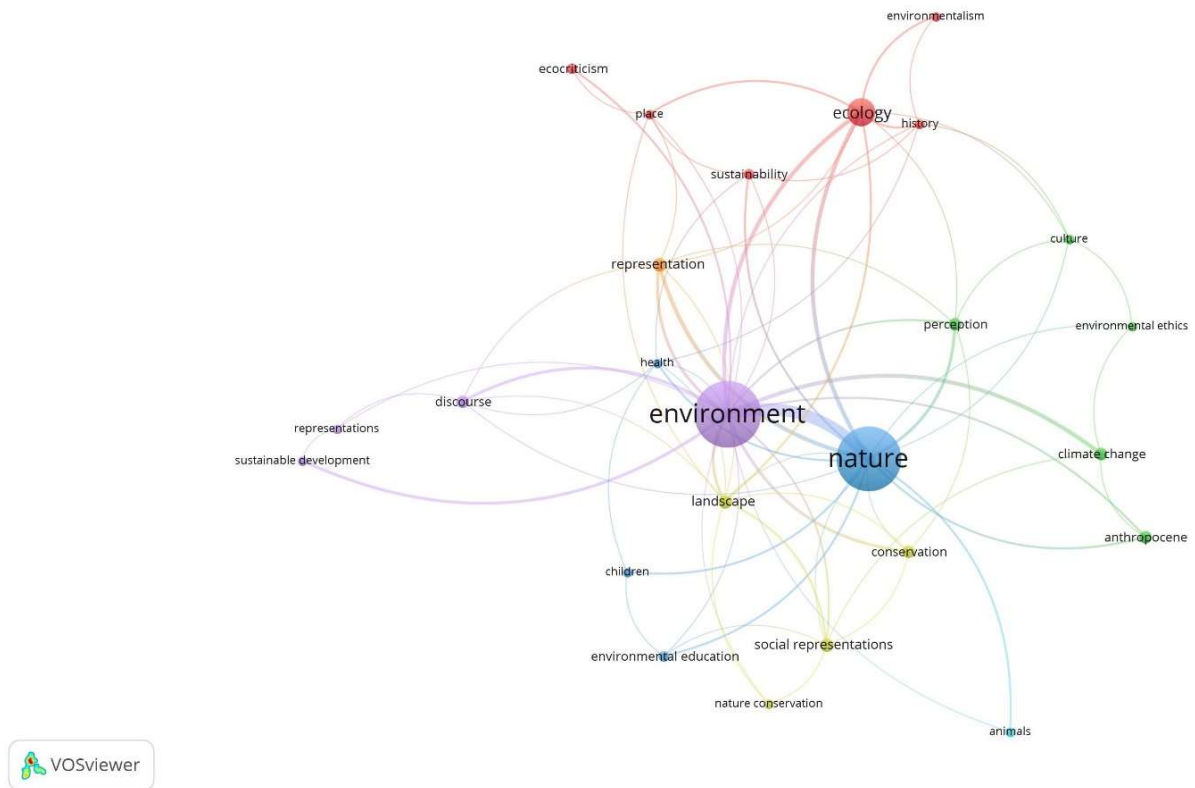 environmentalism
ecocriticism
place
ecology
history
sustainability
culture
representation
perception
environmental ethics
health
discourse
environment
representations
sustainable development
nature
climate change
landscape
anthropocene
conservation
children
social representations
environmental education
nature conservation
animals
VOSviewer